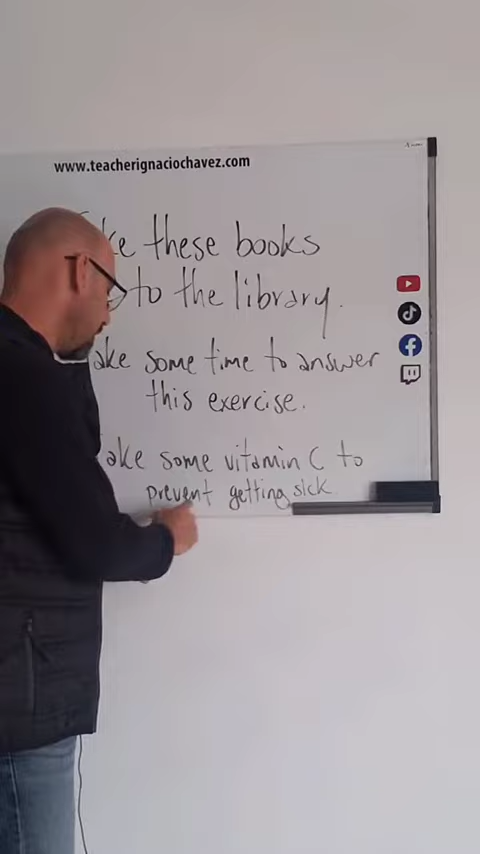 www.teacherignaciochavez.com
ke these books
to the library.
ake some time to answer
this exercise.
ake some vitamin C to
prevent getting sick.